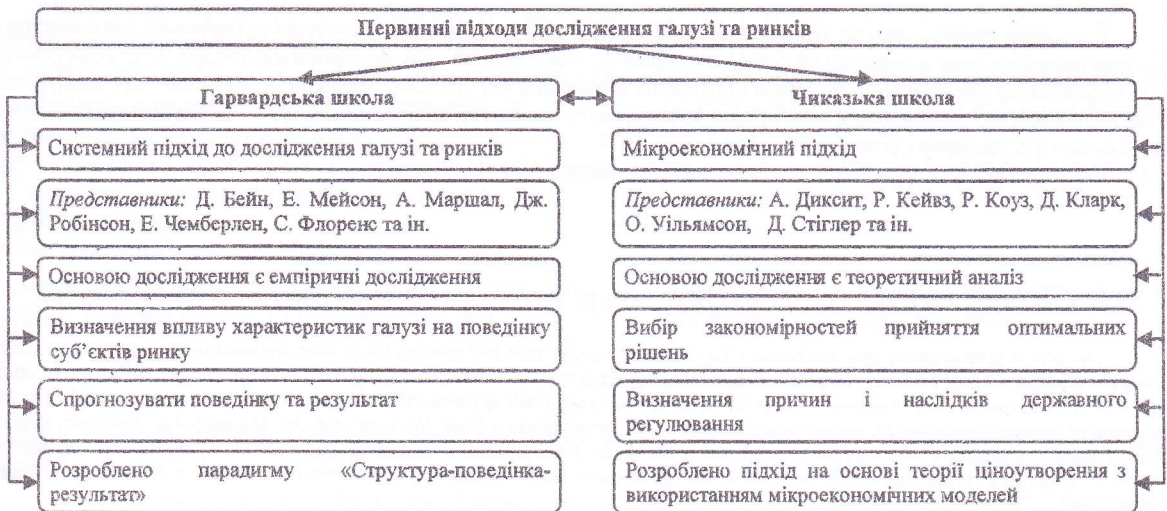 Первинні підходи дослідження галузі та ринків
Гарвардська школа
Системний підхід до дослідження галузі та ринків
Представники: Д. Бейн, Е. Мейсон, А. Маршал, Дж.
Робінсон, Е. Чемберлен, С. Флоренс та ін.
Основою дослідження є емпіричні дослідження
Визначення впливу характеристик галузі на поведінку
суб’єктів ринку
Спрогнозувати поведінку та результат
Розроблено парадигму «Структура-поведінка-
результат»
Чиказька школа
Мікроекономічний підхід
Представники: А. Диксит, Р. Кейвз, Р. Коуз, Д. Кларк,
О. Уільямсон, Д. Стіглер та ін.
Основою дослідження є теоретичний аналіз
Вибір закономірностей прийняття оптимальних
рішень
Визначення причин і наслідків державного
регулювання
Розроблено підхід на основі теорії ціноутворення з
використанням мікроекономічних моделей